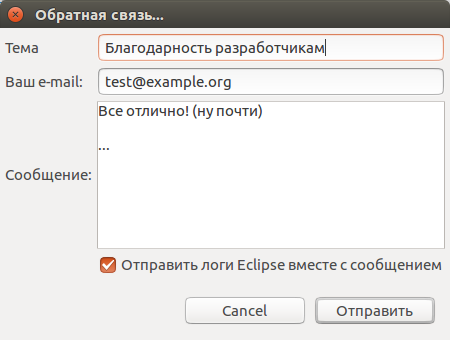 Обратная связь...
Тема Благодарность разработчикам
Ваш e-mail: test@example.org
Сообщение: Все отлично! (ну почти)
...
Отправить логи Eclipse вместе с сообщением
Cancel Отправить